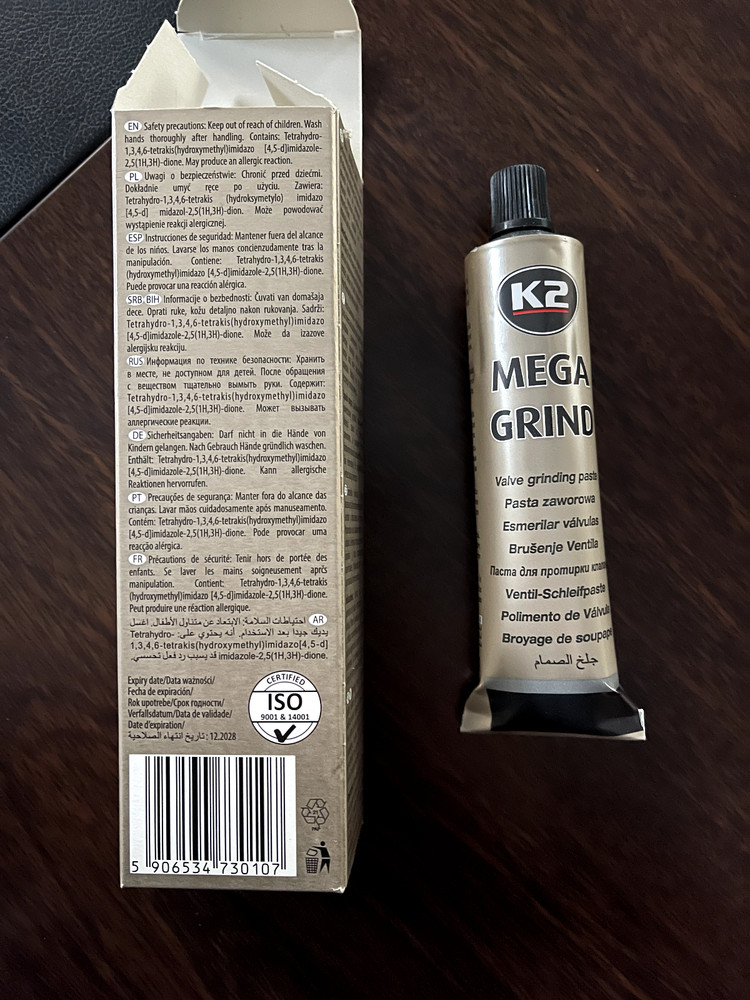 EN Safety precautions: Keep out of reach of children. Wash
hands thoroughly after handling. Contains: Tetrahydro-
1,3,4,6-tetrakis(hydroxymethyl)imidazo [4,5-d]imidazole-
2,5(1H,3H)-dione. May produce an allergic reaction.
PL Uwagi o bezpieczeństwie: Chronić przed dziećmi.
Dokładnie umyć ręce po użyciu. Zawiera:
Tetrahydro-1,3,4,6-tetrakis (hydroksymetylo) imidazo
[4,5-d] midazol-2,5(1H,3H)-dion. Może powodować
wystąpienie reakcji alergicznej.
ESP Instrucciones de seguridad: Mantener fuera del alcance
de los niños. Lavarse los manos concienzudamente tras la
manipulación. Contiene: Tetrahydro-1,3,4,6-tetrakis
(hydroxymethyl)imidazo [4,5-d]imidazole-2,5(1H,3H)-dione.
Puede provocar una reacción alérgica.
SRB, BIH Informacije o bezbednosti: Čuvati van domašaja
dece. Oprati ruke, kožu detaljno nakon rukovanja. Sadrži:
Tetrahydro-1,3,4,6-tetrakis(hydroxymethyl)imidazo
[4,5-d]imidazole-2,5(1H,3H)-dione. Može da izazove
alergijsku reakciju.
RUS Информация по технике безопасности: Хранить
в месте, не доступном для детей. После обращения
с веществом тщательно вымыть руки. Содержит:
Tetrahydro-1,3,4,6-tetrakis(hydroxymethyl)imidazo
[4,5-d]imidazole-2,5(1H,3H)-dione. Может вызывать
аллергические реакции.
DE Sicherheitsangaben: Darf nicht in die Hände von
Kindern gelangen. Nach Gebrauch Hände gründlich waschen.
Enthält: Tetrahydro-1,3,4,6-tetrakis(hydroxymethyl)imidazo
[4,5-d]imidazole-2,5(1H,3H)-dione. Kann allergische
Reaktionen hervorrufen.
PT Precauções de segurança: Manter fora do alcance das
crianças. Lavar mãos cuidadosamente após manuseamento.
Contém: Tetrahydro-1,3,4,6-tetrakis(hydroxymethyl)imidazo
[4,5-d]imidazole-2,5(1H,3H)-dione. Pode provocar uma
reacção alérgica.
FR Précautions de sécurité: Tenir hors de portée des
enfants. Se laver les mains soigneusement aprčs
manipulation. Contient: Tetrahydro-1,3,4,6-tetrakis
(hydroxymethyl)imidazo [4,5-d]imidazole-2,5(1H,3H)-dione.
Peut produire une réaction allergique.
AR احتياطات السلامة: الابتعاد عن متناول الأطفال. اغسل
يديك جيدا بعد الاستخدام. أنه يحتوي على: Tetrahydro-
1,3,4,6-tetrakis(hydroxymethyl)imidazo[4,5-d]
imidazole-2,5(1H,3H)-dione. قد يسبب رد فعل تحسسي.
Expiry date/Data ważności/
Fecha de expiración/
Rok upotrebe/Срок годности/
Verfallsdatum/Data de validade/
Date d'expiration/
تاريخ انتهاء الصلاحية: 12.2028
CERTIFIED
ISO
9001 & 14001
5 906534 730107
K2
MEGA
GRIND
Valve grinding paste
Pasta zaworowa
Esmerilar válvulas
Brušenje Ventila
Паста для протирки клапа
Ventil-Schleifpaste
Polimento de Válvul
Broyage de soupap
جلخ الصمام